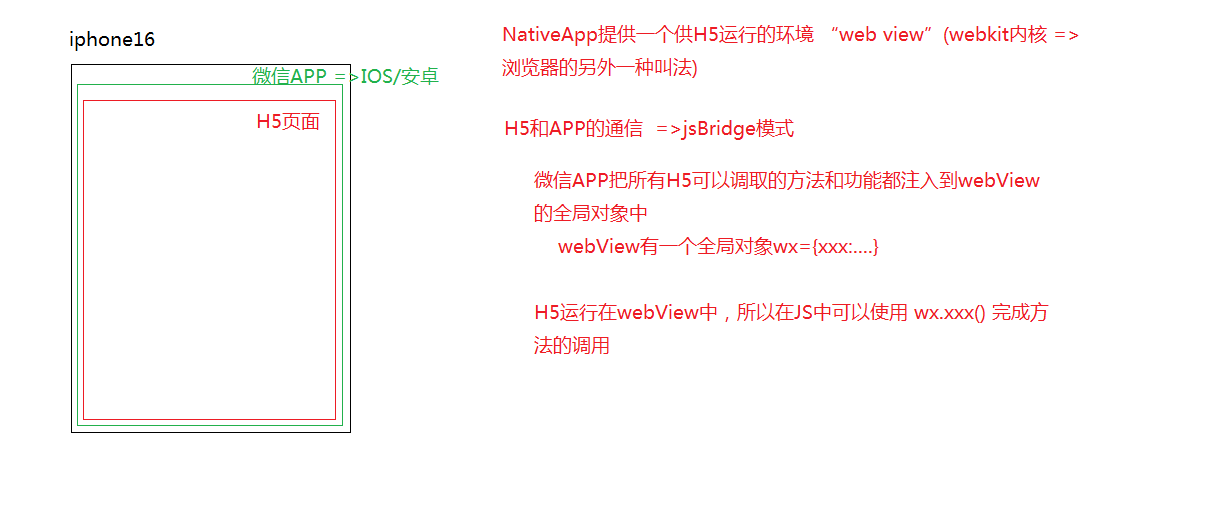 iphone16
微信APP =>IOS/安卓
H5页面
NativeApp提供一个供H5运行的环境 “web view”(webkit内核 =>
浏览器的另外一种叫法)
H5和APP的通信 =>jsBridge模式
微信APP把所有H5可以调取的方法和功能都注入到webView
的全局对象中
webView有一个全局对象wx={xxx:....}
H5运行在webView中，所以在JS中可以使用 wx.xxx() 完成方
法的调用